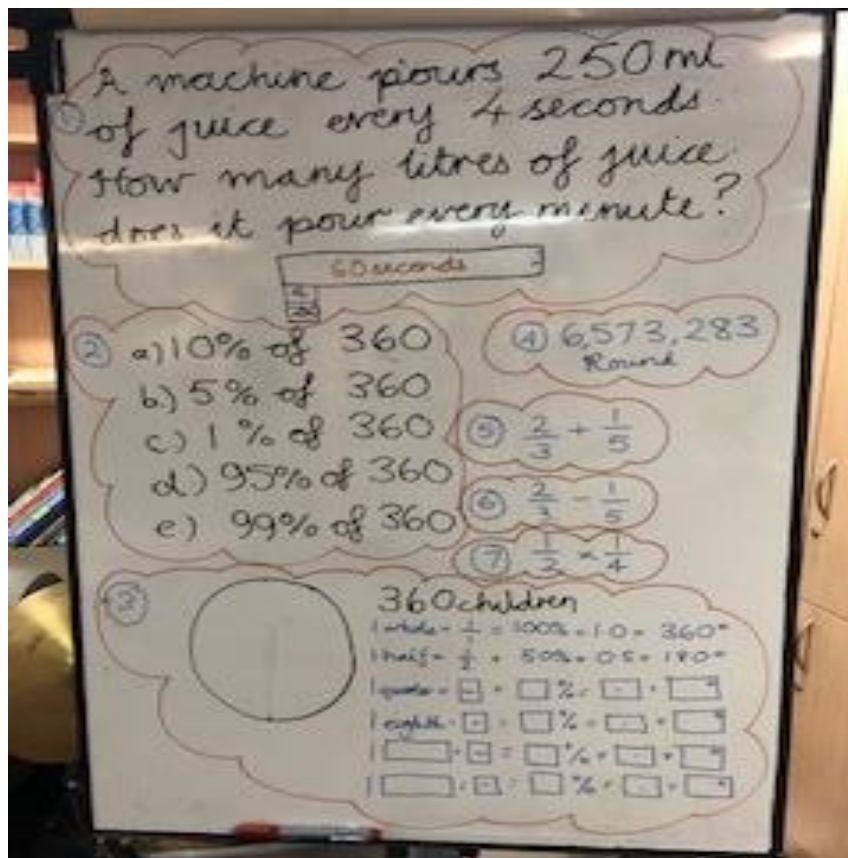 ① A machine pours 250ml
of juice every 4 seconds.
How many litres of juice
does it pour every minute?
60 seconds
② a) 10% of 360
b.) 5% of 360
c.) 1% of 360
d) 95% of 360
e) 99% of 360
④ 6,573,283
Round
⑤ 2/3 + 1/5
⑥ 2/3 - 1/5
⑦ 1/2 × 1/4
③ 360 children
1 whole = 1/1 = 100% = 1.0 = 360°
1 half = 1/2 = 50% = 0.5 = 180°
1 quarter = □ = □% = □ = □°
1 eighth = □ = □% = □ = □°
1 □ = □ = □% = □ = □°
1 □ = □ = □% = □ = □°